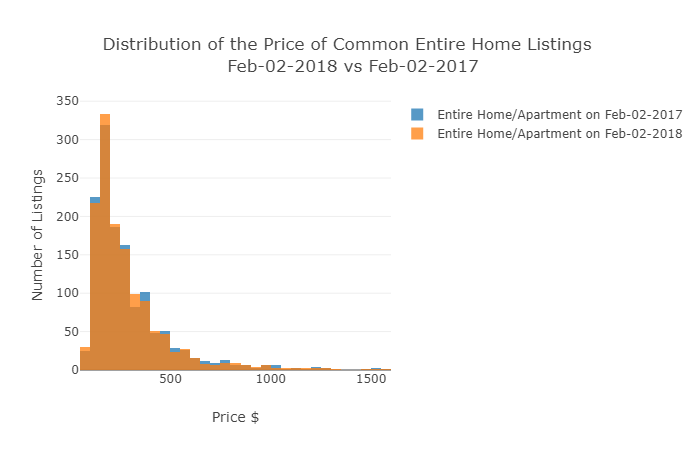 Distribution of the Price of Common Entire Home Listings
Feb-02-2018 vs Feb-02-2017
Entire Home/Apartment on Feb-02-2017
Entire Home/Apartment on Feb-02-2018
Number of Listings
350
300
250
200
150
100
50
0
500
1000
1500
Price $